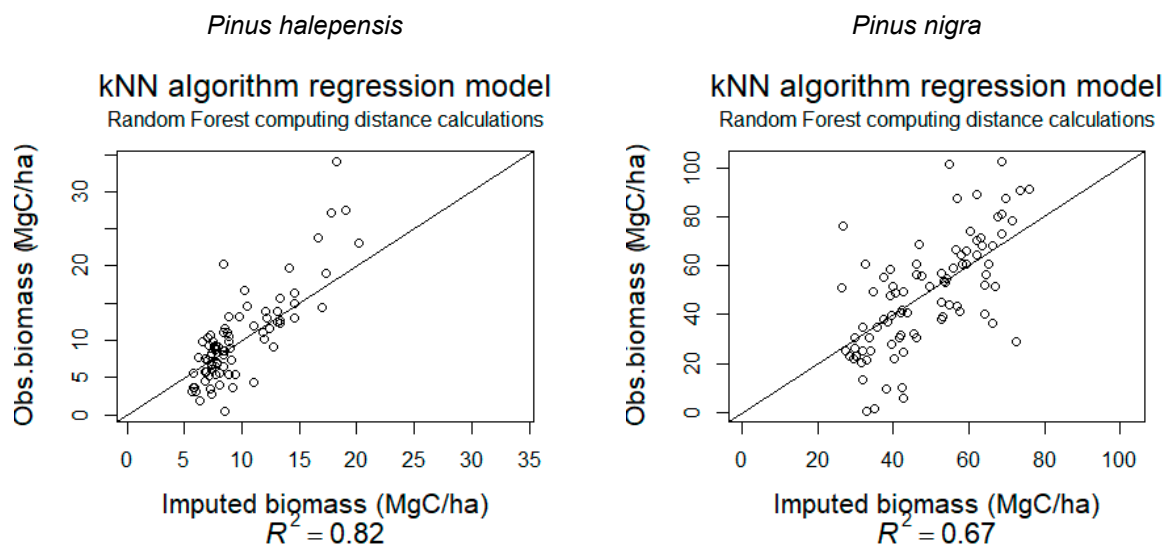 Pinus halepensis
kNN algorithm regression model
Random Forest computing distance calculations
Obs.biomass (MgC/ha)
30
20
10
5
0
0 5 10 15 20 25 30 35
Imputed biomass (MgC/ha)
R² = 0.82
Pinus nigra
kNN algorithm regression model
Random Forest computing distance calculations
Obs.biomass (MgC/ha)
100
80
60
40
20
0
0 20 40 60 80 100
Imputed biomass (MgC/ha)
R² = 0.67